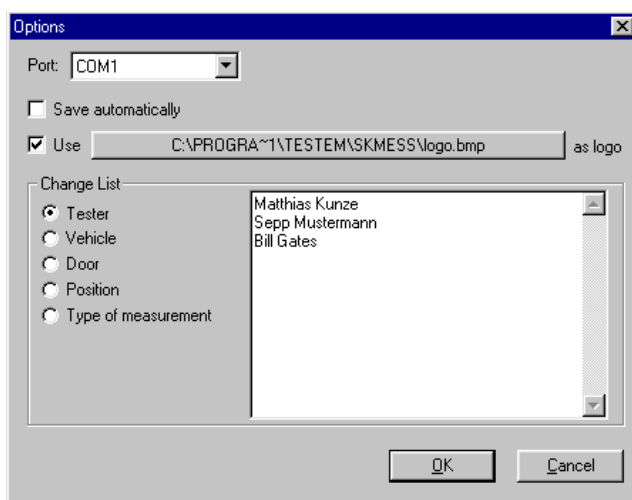 Options
Port: COM1
Save automatically
Use C:\PROGRA~1\TESTEM\SKMESS\logo.bmp as logo
Change List
Tester
Vehicle
Door
Position
Type of measurement
Matthias Kunze
Sepp Mustermann
Bill Gates
OK Cancel